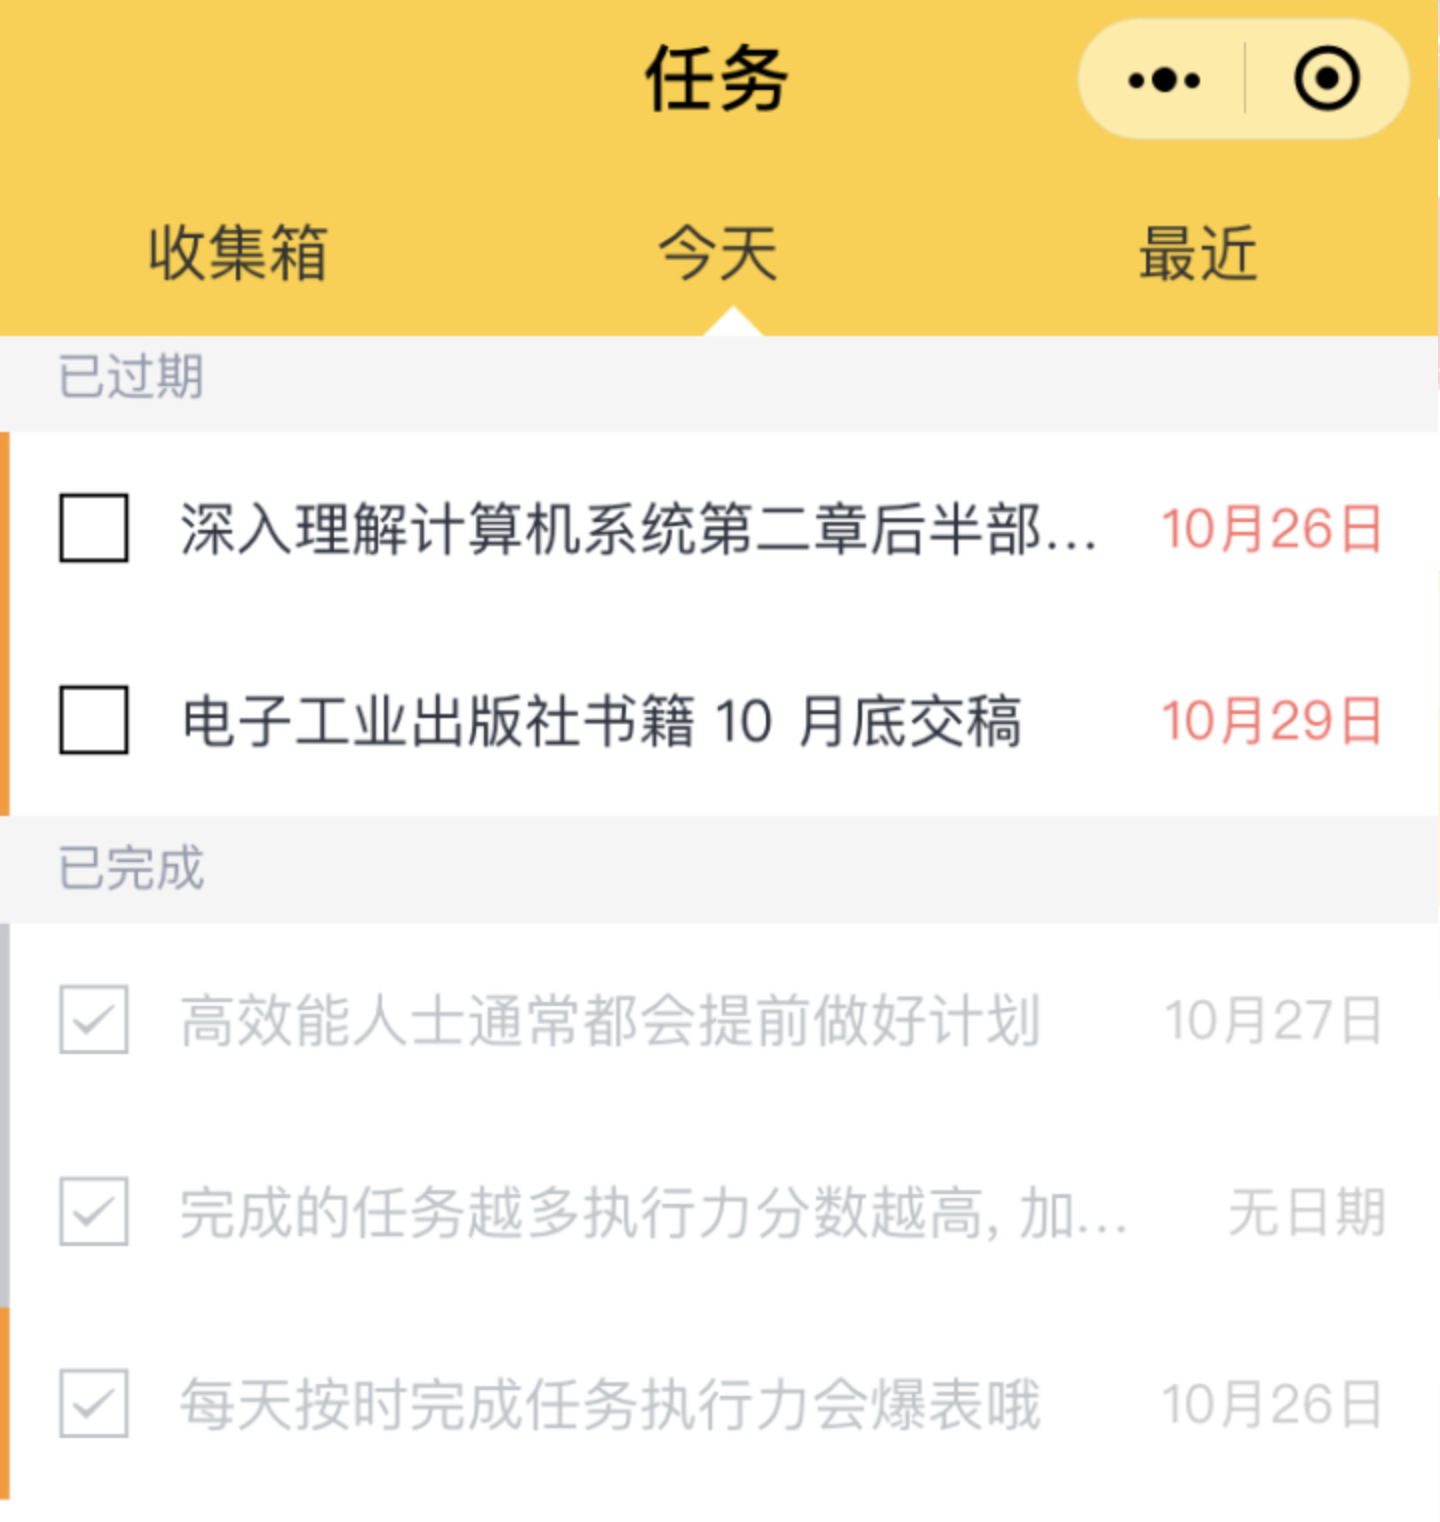 任务
收集箱 今天 最近
已过期
深入理解计算机系统第二章后半部... 10月26日
电子工业出版社书籍 10 月底交稿 10月29日
已完成
高效能人士通常都会提前做好计划 10月27日
完成的任务越多执行力分数越高, 加... 无日期
每天按时完成任务执行力会爆表哦 10月26日